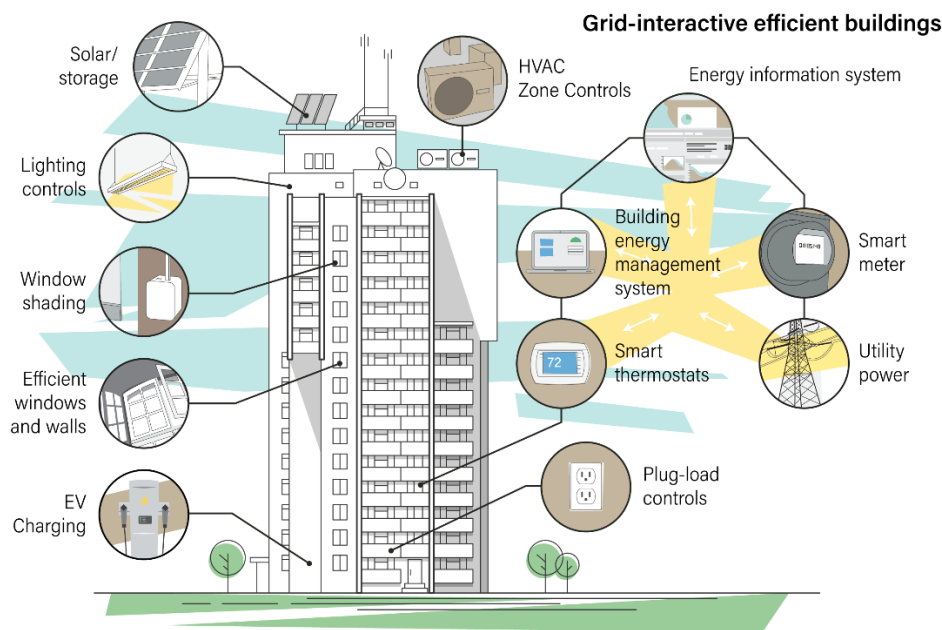 Grid-interactive efficient buildings
Solar/
storage
HVAC
Zone Controls
Energy information system
Lighting
controls
Building
energy
management
system
Smart
meter
Window
shading
Smart
thermostats
72
Utility
power
Efficient
windows
and walls
Plug-load
controls
EV
Charging